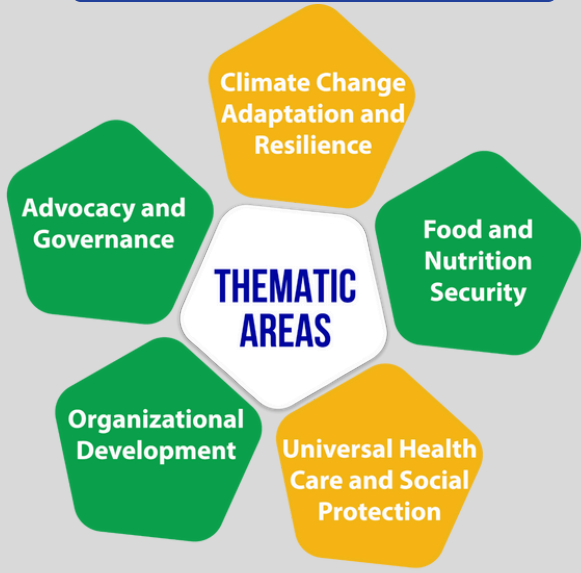 Climate Change
Adaptation and
Resilience
Advocacy and
Governance
Food and
Nutrition
Security
THEMATIC
AREAS
Organizational
Development
Universal Health
Care and Social
Protection